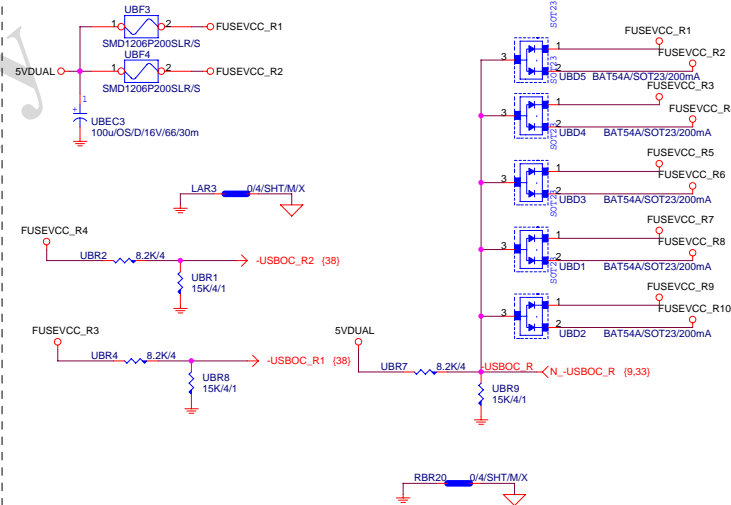 UBF3
1 2 FUSEVCC_R1
SMD1206P200SLR/S
UBF4
5VDUAL 1 2 FUSEVCC_R2
SMD1206P200SLR/S
1
+
UBEC3
100u/OS/D/16V/66/30m
LAR3 0/4/SHT/M/X
FUSEVCC_R4
UBR2 8.2K/4 -USBOC_R2 {38}
UBR1
15K/4/1
FUSEVCC_R3
UBR4 8.2K/4 -USBOC_R1 {38}
UBR8
15K/4/1
5VDUAL
UBR7 8.2K/4 -USBOC_R N_-USBOC_R {9,33}
UBR9
15K/4/1
RBR20 0/4/SHT/M/X
SOT23
FUSEVCC_R1
3 1
FUSEVCC_R2
2
UBD5 BAT54A/SOT23/200mA
SOT23
FUSEVCC_R3
3 1
FUSEVCC_R
2
UBD4 BAT54A/SOT23/200mA
SOT23
FUSEVCC_R5
3 1
FUSEVCC_R6
2
UBD3 BAT54A/SOT23/200mA
FUSEVCC_R7
3 1
FUSEVCC_R8
2
UBD1 BAT54A/SOT23/200mA
SOT23
FUSEVCC_R9
3 1
FUSEVCC_R10
2
UBD2 BAT54A/SOT23/200mA